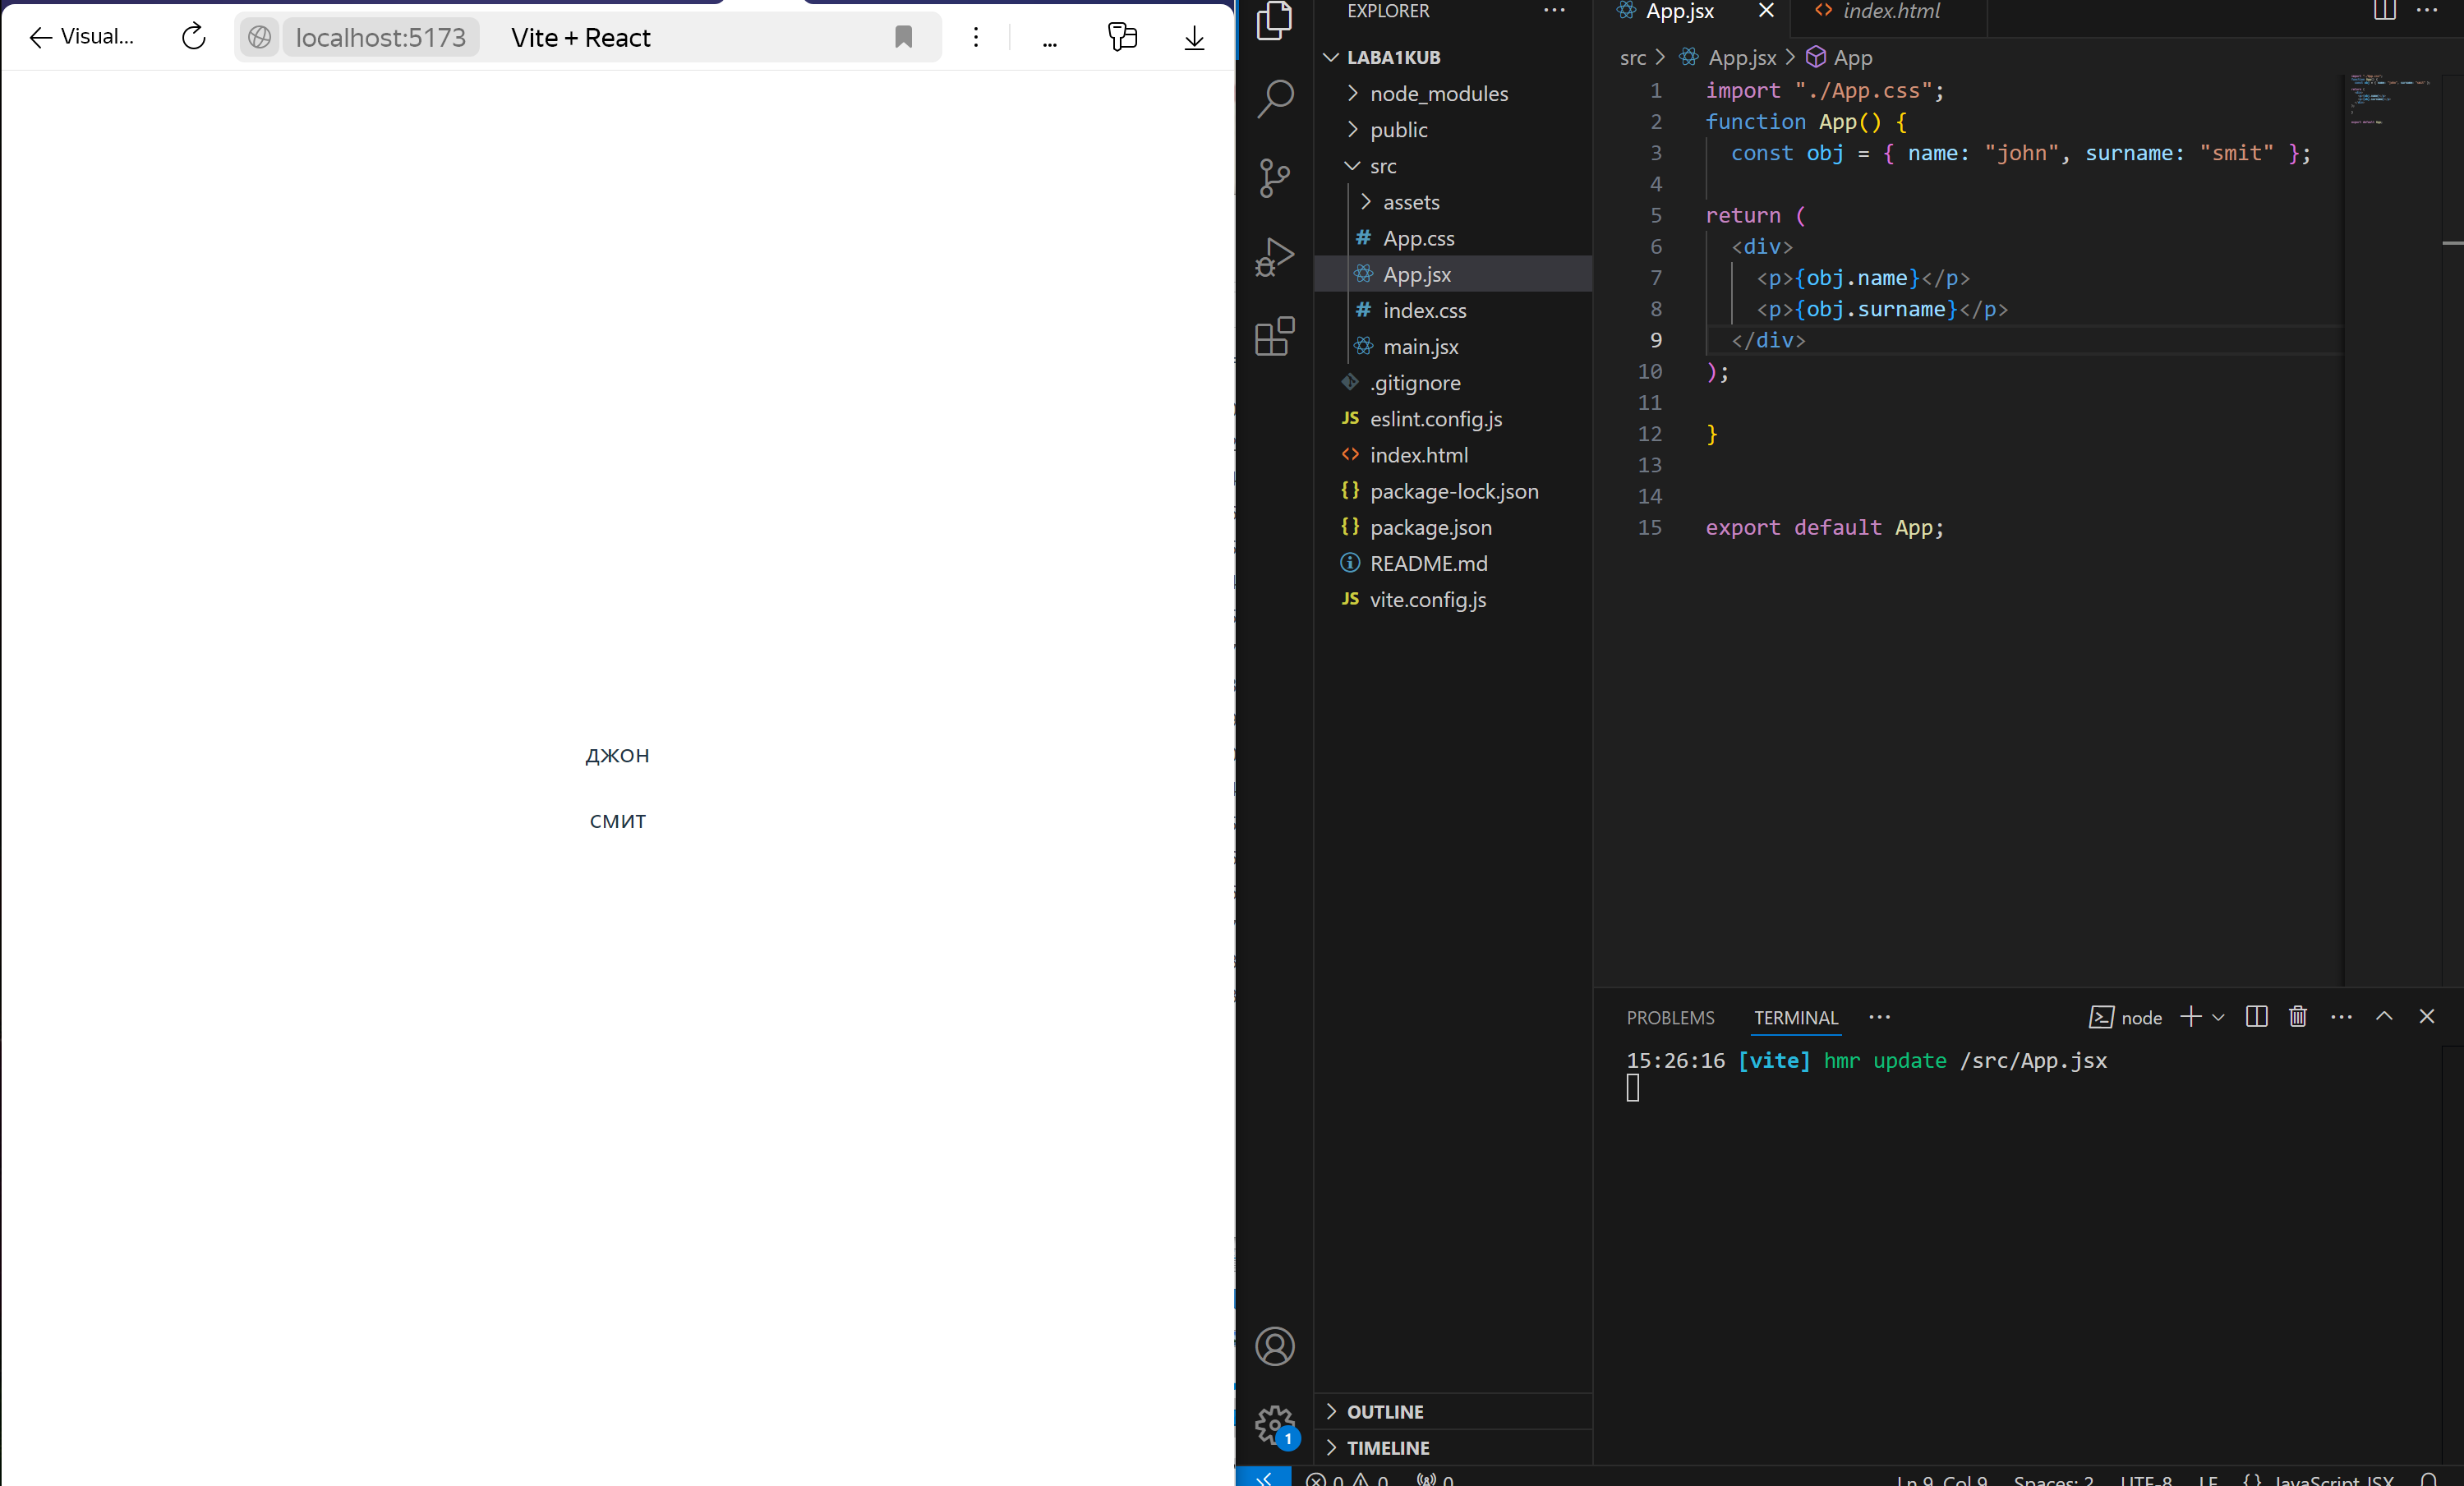 Visual...
localhost:5173
Vite + React
...
джон
смит
EXPLORER
LABA1KUB
node_modules
public
src
assets
# App.css
App.jsx
# index.css
main.jsx
.gitignore
JS eslint.config.js
<> index.html
{} package-lock.json
{} package.json
README.md
JS vite.config.js
OUTLINE
TIMELINE
1
App.jsx
<> index.html
src > App.jsx > App
1 import "./App.css";
2 function App() {
3 const obj = { name: "john", surname: "smit" };
4
5 return (
6 <div>
7 <p>{obj.name}</p>
8 <p>{obj.surname}</p>
9 </div>
10 );
11
12 }
13
14
15 export default App;
PROBLEMS
TERMINAL
node
15:26:16 [vite] hmr update /src/App.jsx
0 0 0
Ln 9, Col 9
Spaces: 2
UTF-8
LF
{} JavaScript JSX